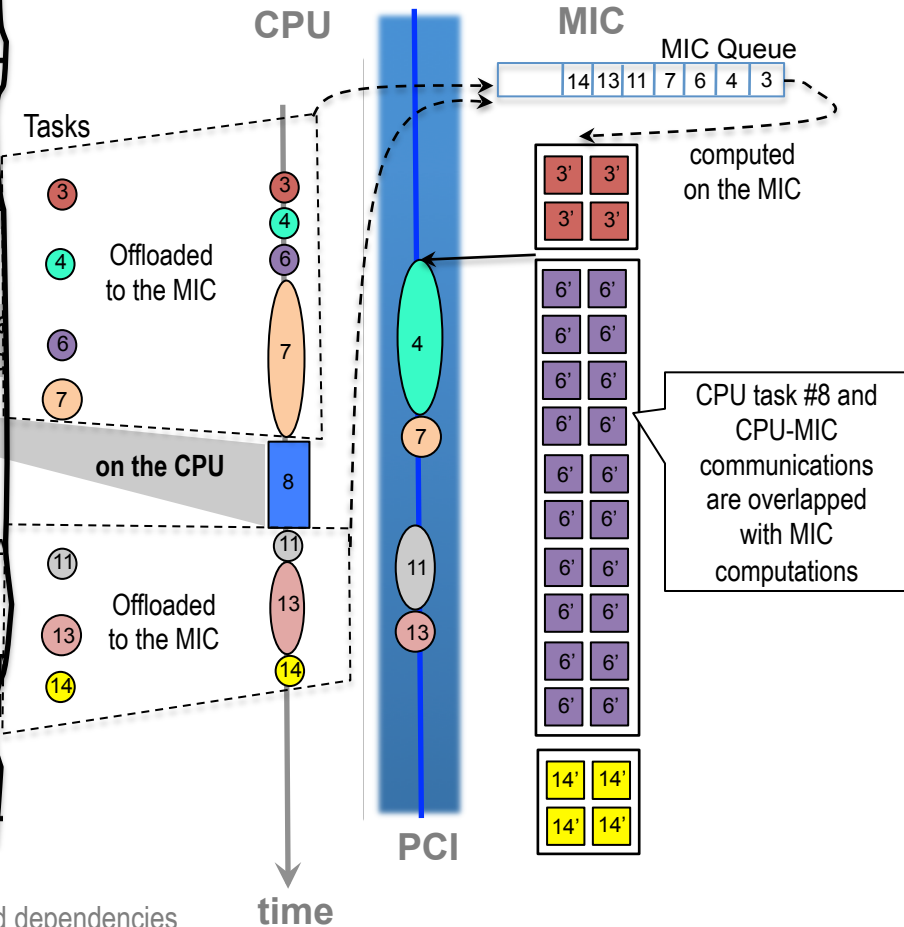 CPU
MIC
MIC Queue
14 13 11 7 6 4 3
Tasks
computed
on the MIC
3
4
6
7
Offloaded
to the MIC
3
4
6
7
on the CPU
8
11
13
14
Offloaded
to the MIC
11
13
14
4
7
11
13
3' 3'
3' 3'
6' 6'
6' 6'
6' 6'
6' 6'
6' 6'
6' 6'
6' 6'
6' 6'
6' 6'
6' 6'
14' 14'
14' 14'
CPU task #8 and
CPU-MIC
communications
are overlapped
with MIC
computations
PCI
time
dependencies